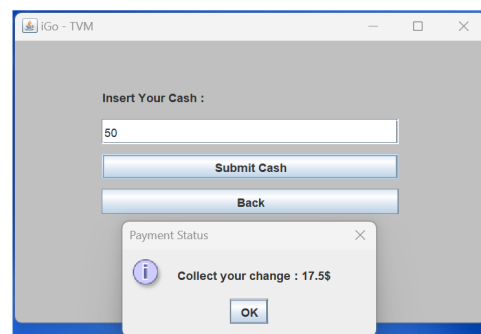 iGo - TVM
Insert Your Cash :
50
Submit Cash
Back
Payment Status
i
Collect your change : 17.5$
OK